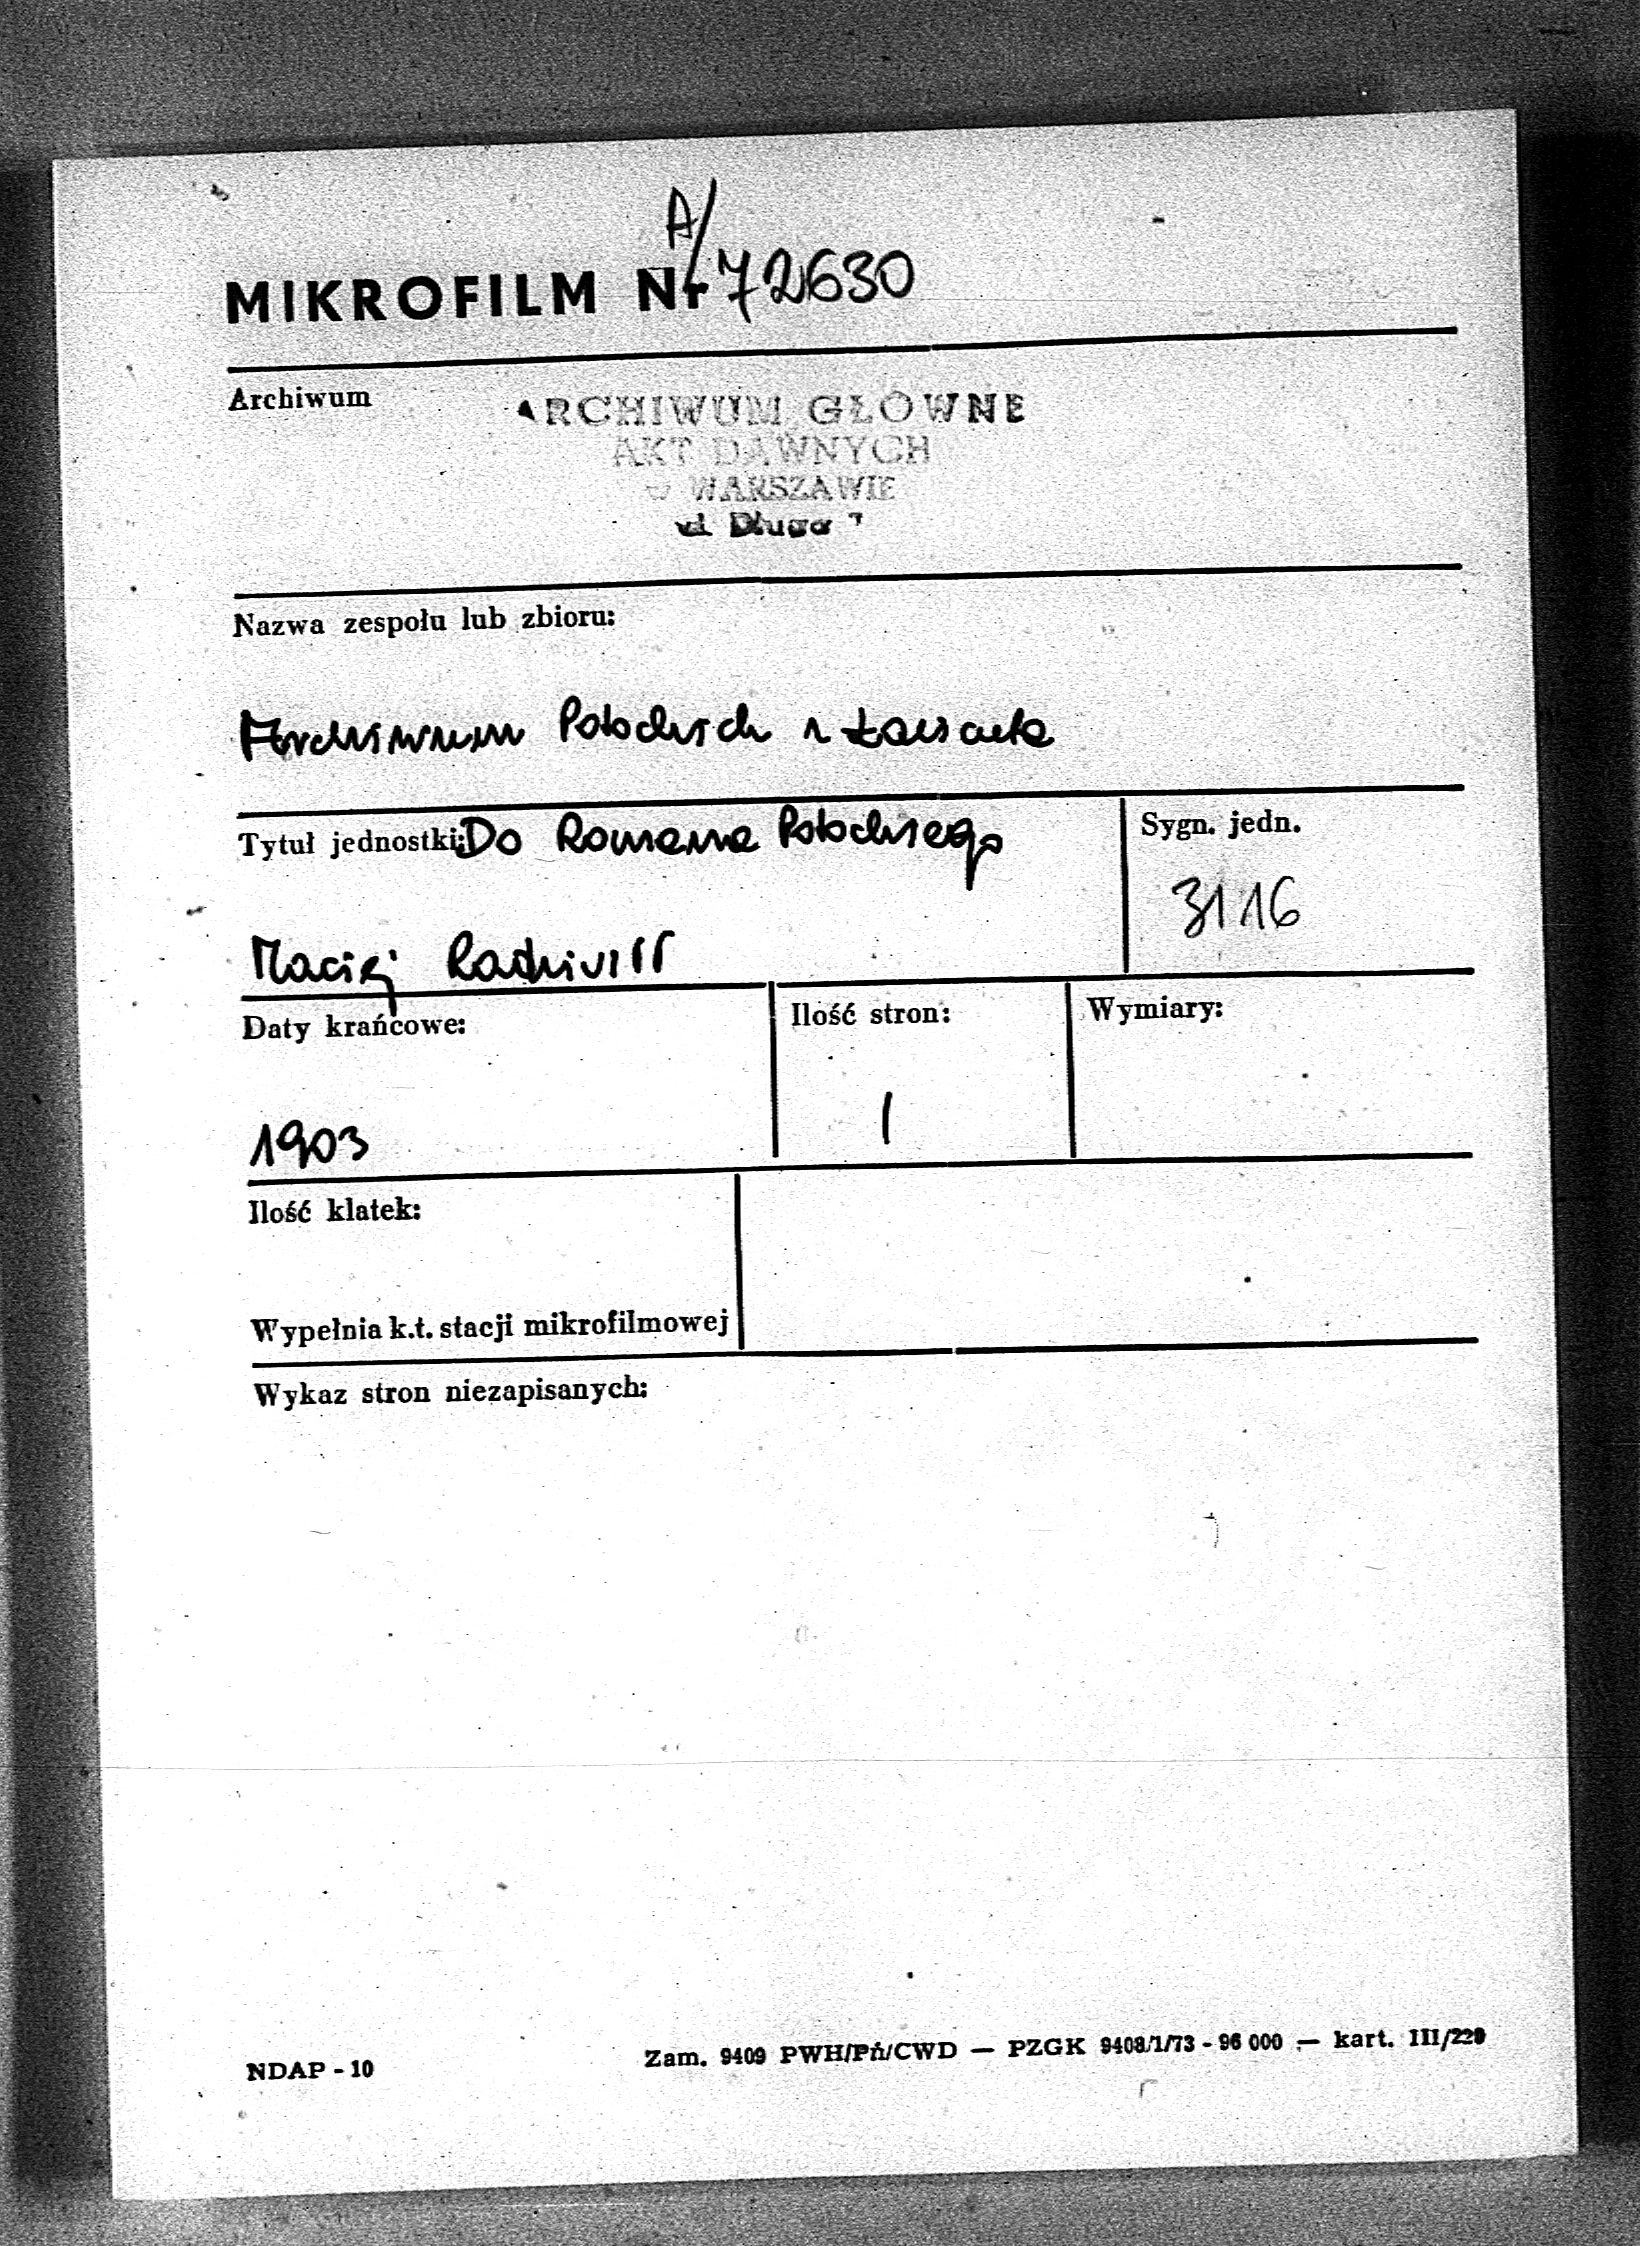 A/
MIKROFILM Nr 72630
Archiwum
ARCHIWUM GŁÓWNE
AKT DAWNYCH
w WARSZAWIE
ul. Długa 7
Nazwa zespołu lub zbioru:
Archiwum Potockich z Łańcuta
Tytuł jednostki: Do Romana Potockiego
Sygn. jedn.
3116
Maciej Radziwiłł
Daty krańcowe:
Ilość stron:
Wymiary:
1903
1
Ilość klatek:
Wypełnia k.t. stacji mikrofilmowej
Wykaz stron niezapisanych:
NDAP - 10
Zam. 9409 PWH/Pń/CWD — PZGK 9408/1/73 - 96 000 — kart. III/229